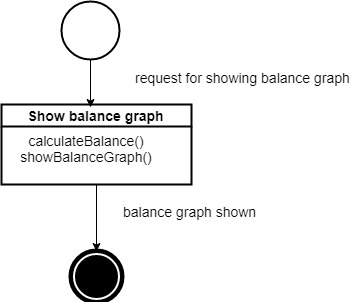 request for showing balance graph
Show balance graph
calculateBalance()
showBalanceGraph()
balance graph shown